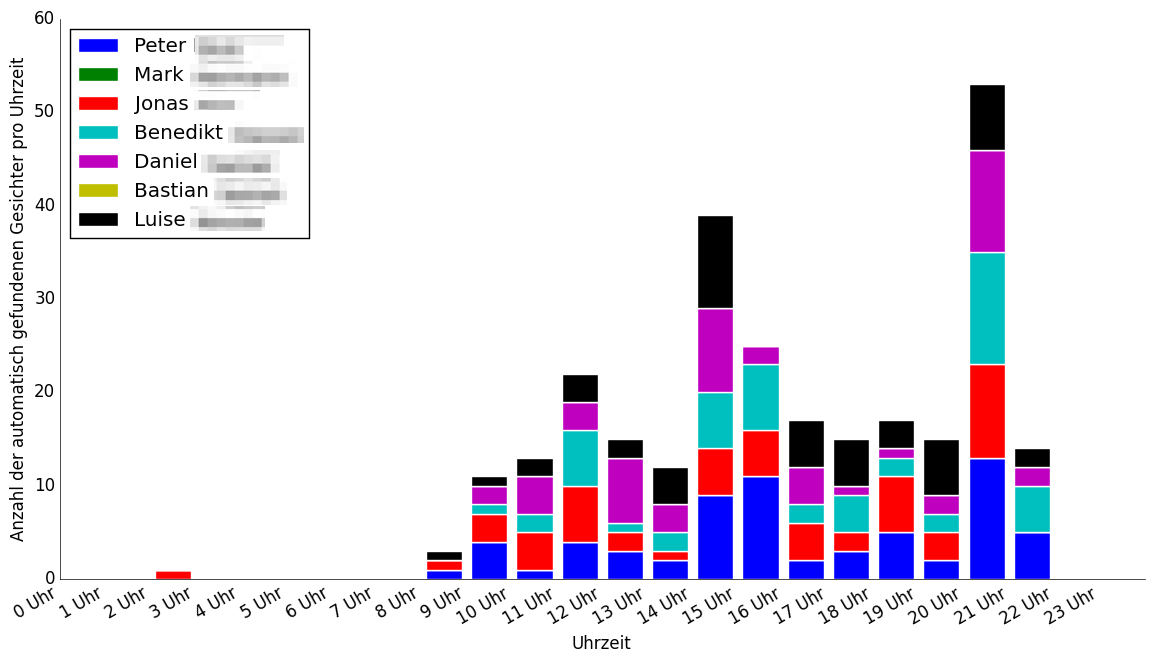 Anzahl der automatisch gefundenen Gesichter pro Uhrzeit
60
50
40
30
20
10
0
Peter
Mark
Jonas
Benedikt
Daniel
Bastian
Luise
0 Uhr
1 Uhr
2 Uhr
3 Uhr
4 Uhr
5 Uhr
6 Uhr
7 Uhr
8 Uhr
9 Uhr
10 Uhr
11 Uhr
12 Uhr
13 Uhr
14 Uhr
15 Uhr
16 Uhr
17 Uhr
18 Uhr
19 Uhr
20 Uhr
21 Uhr
22 Uhr
23 Uhr
Uhrzeit